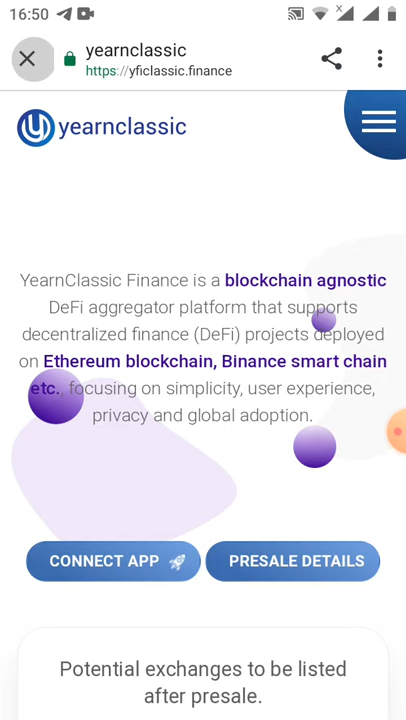 16:50
yearnclassic
https://yficlassic.finance
yearnclassic
YearnClassic Finance is a blockchain agnostic
DeFi aggregator platform that supports
decentralized finance (DeFi) projects deployed
on Ethereum blockchain, Binance smart chain
etc., focusing on simplicity, user experience,
privacy and global adoption.
CONNECT APP PRESALE DETAILS
Potential exchanges to be listed
after presale.